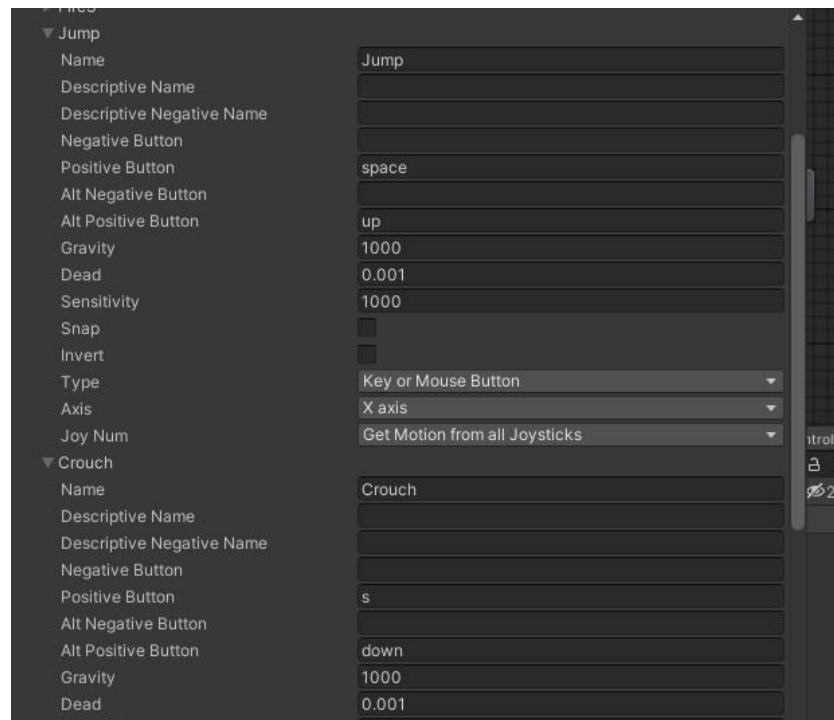 Jump
Name Jump
Descriptive Name
Descriptive Negative Name
Negative Button
Positive Button space
Alt Negative Button
Alt Positive Button up
Gravity 1000
Dead 0.001
Sensitivity 1000
Snap
Invert
Type Key or Mouse Button
Axis X axis
Joy Num Get Motion from all Joysticks
Crouch
Name Crouch
Descriptive Name
Descriptive Negative Name
Negative Button
Positive Button s
Alt Negative Button
Alt Positive Button down
Gravity 1000
Dead 0.001